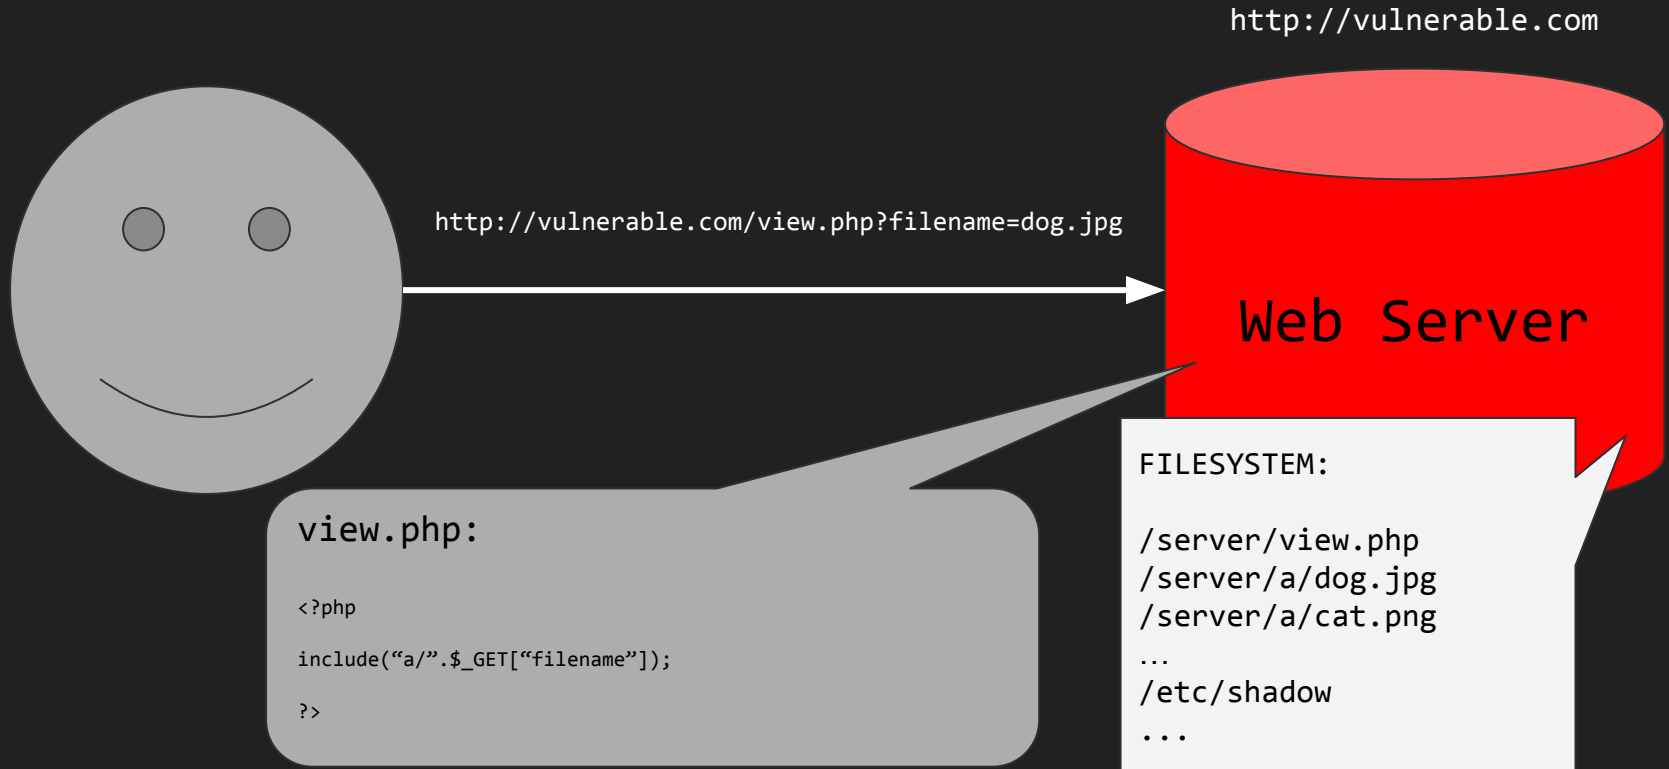 http://vulnerable.com
http://vulnerable.com/view.php?filename=dog.jpg
Web Server
view.php:
<?php
include(“a/”.$_GET[“filename”]);
?>
FILESYSTEM:
/server/view.php
/server/a/dog.jpg
/server/a/cat.png
...
/etc/shadow
...